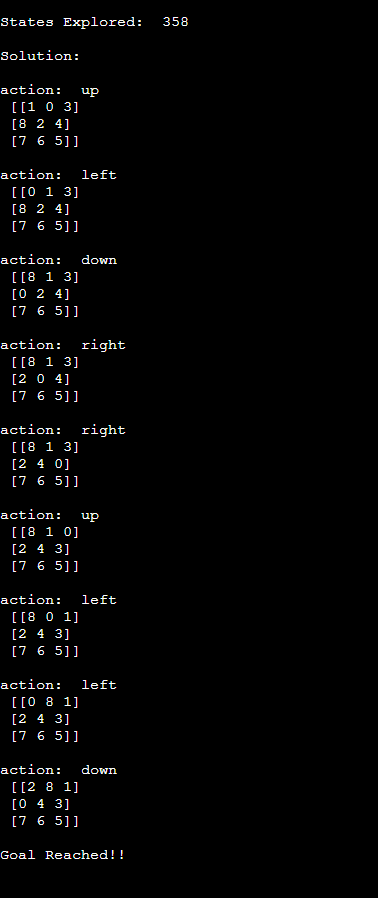 States Explored:  358
Solution:
action:  up
[[1 0 3]
[8 2 4]
[7 6 5]]
action:  left
[[0 1 3]
[8 2 4]
[7 6 5]]
action:  down
[[8 1 3]
[0 2 4]
[7 6 5]]
action:  right
[[8 1 3]
[2 0 4]
[7 6 5]]
action:  right
[[8 1 3]
[2 4 0]
[7 6 5]]
action:  up
[[8 1 0]
[2 4 3]
[7 6 5]]
action:  left
[[8 0 1]
[2 4 3]
[7 6 5]]
action:  left
[[0 8 1]
[2 4 3]
[7 6 5]]
action:  down
[[2 8 1]
[0 4 3]
[7 6 5]]
Goal Reached!!